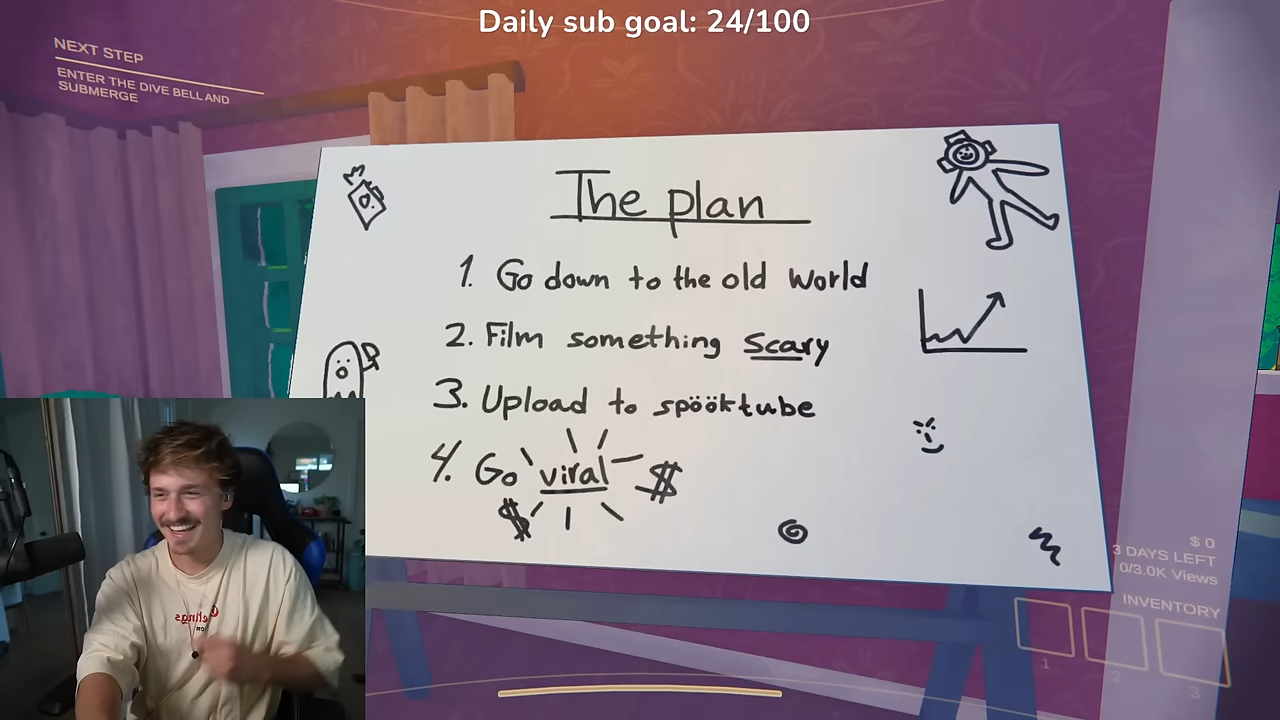 Daily sub goal: 24/100
NEXT STEP
ENTER THE DIVE BELL AND
SUBMERGE
The plan
1. Go down to the old world
2. Film something scary
3. Upload to spööktube
4. Go viral $
$
$ 0
3 DAYS LEFT
0/3.0K Views
INVENTORY
1
2
3